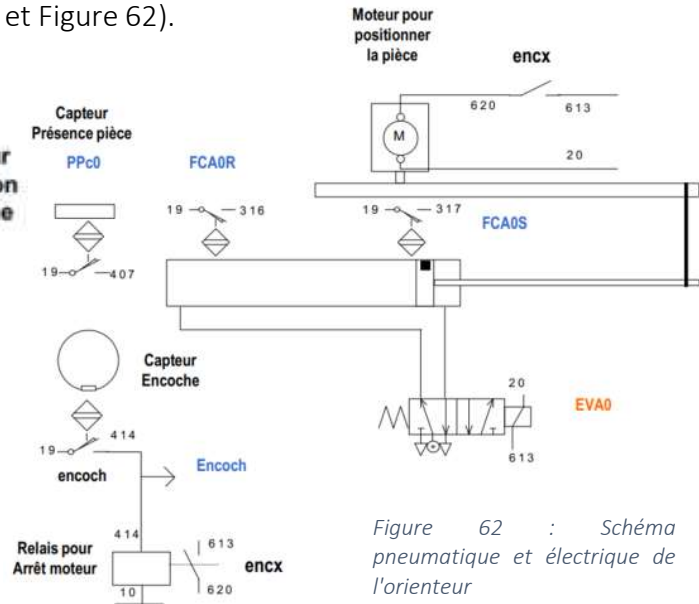 et Figure 62).
Moteur pour
positionner
la pièce
encx
620
613
M
20
Capteur
Présence pièce
PPc0
FCA0R
19
316
19
317
FCA0S
19
407
Capteur
Encoche
20
EVA0
613
19
414
encoch
Encoch
414
613
Relais pour
Arrêt moteur
encx
620
10
Figure 62 : Schéma
pneumatique et électrique de
l'orienteur